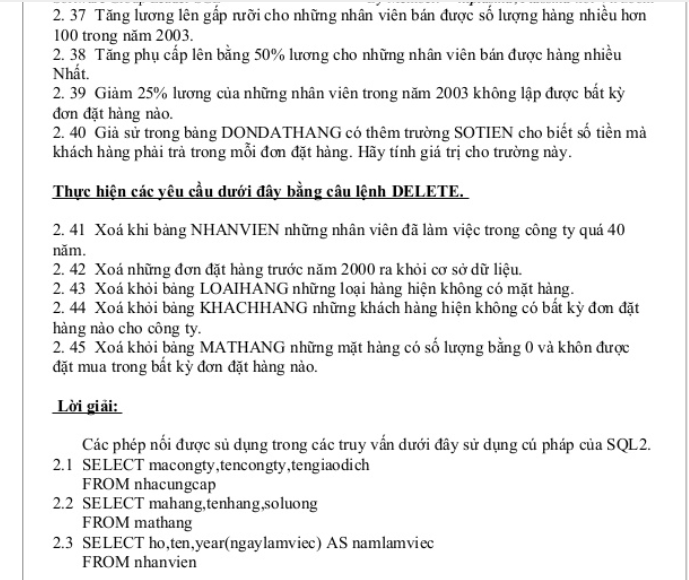 2. 37 Tăng lương lên gấp rưỡi cho những nhân viên bán được số lượng hàng nhiều hơn
100 trong năm 2003.
2. 38 Tăng phụ cấp lên bằng 50% lương cho những nhân viên bán được hàng nhiều
Nhất.
2. 39 Giảm 25% lương của những nhân viên trong năm 2003 không lập được bất kỳ
đơn đặt hàng nào.
2. 40 Giả sử trong bảng DONDATHANG có thêm trường SOTIEN cho biết số tiền mà
khách hàng phải trả trong mỗi đơn đặt hàng. Hãy tính giá trị cho trường này.
Thực hiện các yêu cầu dưới đây bằng câu lệnh DELETE.
2. 41 Xoá khi bảng NHANVIEN những nhân viên đã làm việc trong công ty quá 40
năm.
2. 42 Xoá những đơn đặt hàng trước năm 2000 ra khỏi cơ sở dữ liệu.
2. 43 Xoá khỏi bảng LOAIHANG những loại hàng hiện không có mặt hàng.
2. 44 Xoá khỏi bảng KHACHHANG những khách hàng hiện không có bất kỳ đơn đặt
hàng nào cho công ty.
2. 45 Xoá khỏi bảng MATHANG những mặt hàng có số lượng bằng 0 và khôn được
đặt mua trong bất kỳ đơn đặt hàng nào.
Lời giải:
Các phép nối được sử dụng trong các truy vấn dưới đây sử dụng cú pháp của SQL2.
2.1 SELECT macongty,tencongty,tengiaodich
FROM nhacungcap
2.2 SELECT mahang,tenhang,soluong
FROM mathang
2.3 SELECT ho,ten,year(ngaylamviec) AS namlamviec
FROM nhanvien